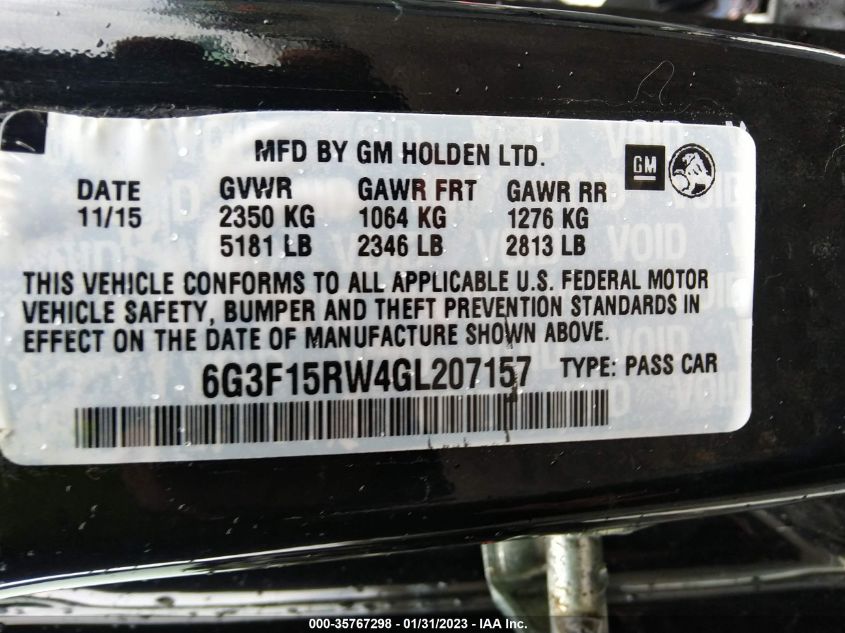 MFD BY GM HOLDEN LTD.
GM
DATE GVWR GAWR FRT GAWR RR
11/15 2350 KG 1064 KG 1276 KG
5181 LB 2346 LB 2813 LB
THIS VEHICLE CONFORMS TO ALL APPLICABLE U.S. FEDERAL MOTOR
VEHICLE SAFETY, BUMPER AND THEFT PREVENTION STANDARDS IN
EFFECT ON THE DATE OF MANUFACTURE SHOWN ABOVE.
6G3F15RW4GL207157 TYPE: PASS CAR
VOID VOID VOID
000-35767298 - 01/31/2023 - IAA Inc.